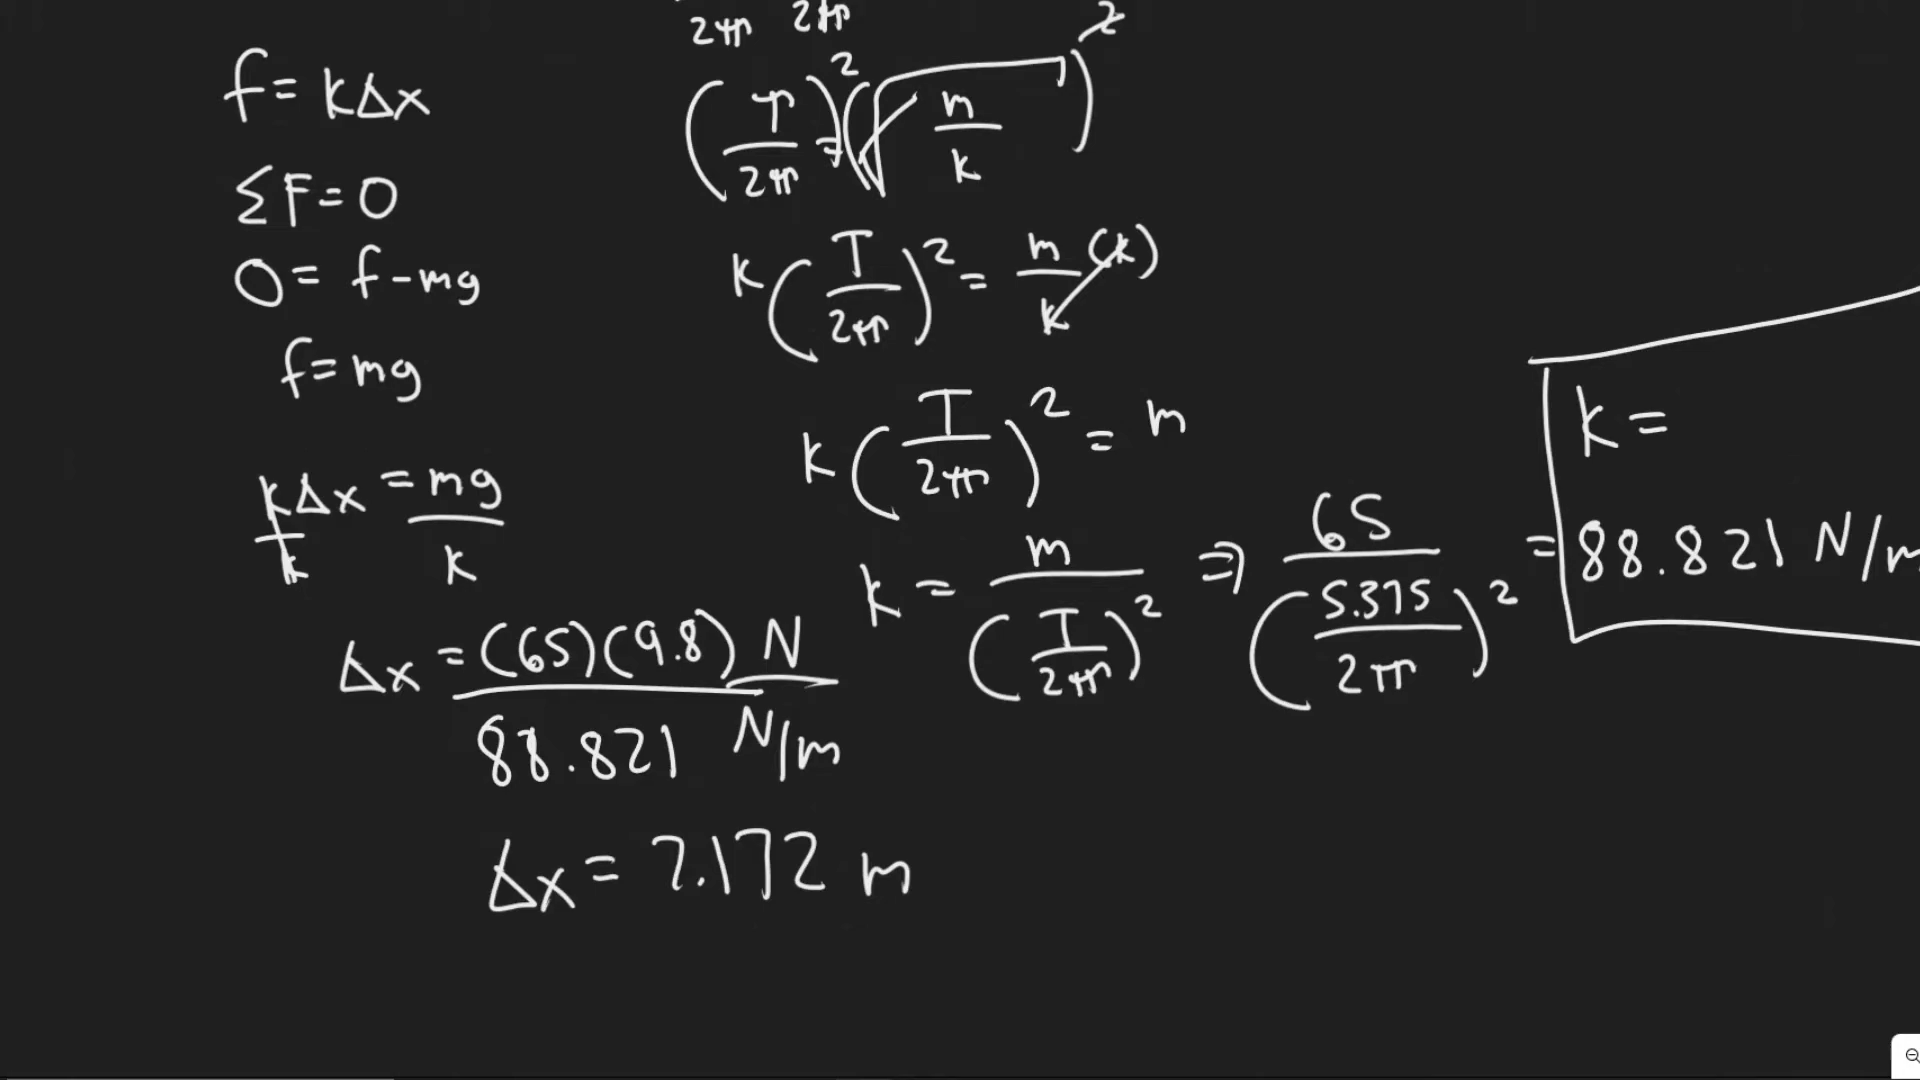 f = kΔx
ΣF = 0
0 = f - mg
f = mg
kΔx/k = mg/k
Δx = (65)(9.8) N / 88.821 N/m
Δx = 7.172 m
2π 2π
(T/2π)² = (√(m/k))²
k(T/2π)² = m/k (k)
k(T/2π)² = m
k = m/(T/2π)² ⇒ 65/(5.375/2π)² =
k =
88.821 N/m